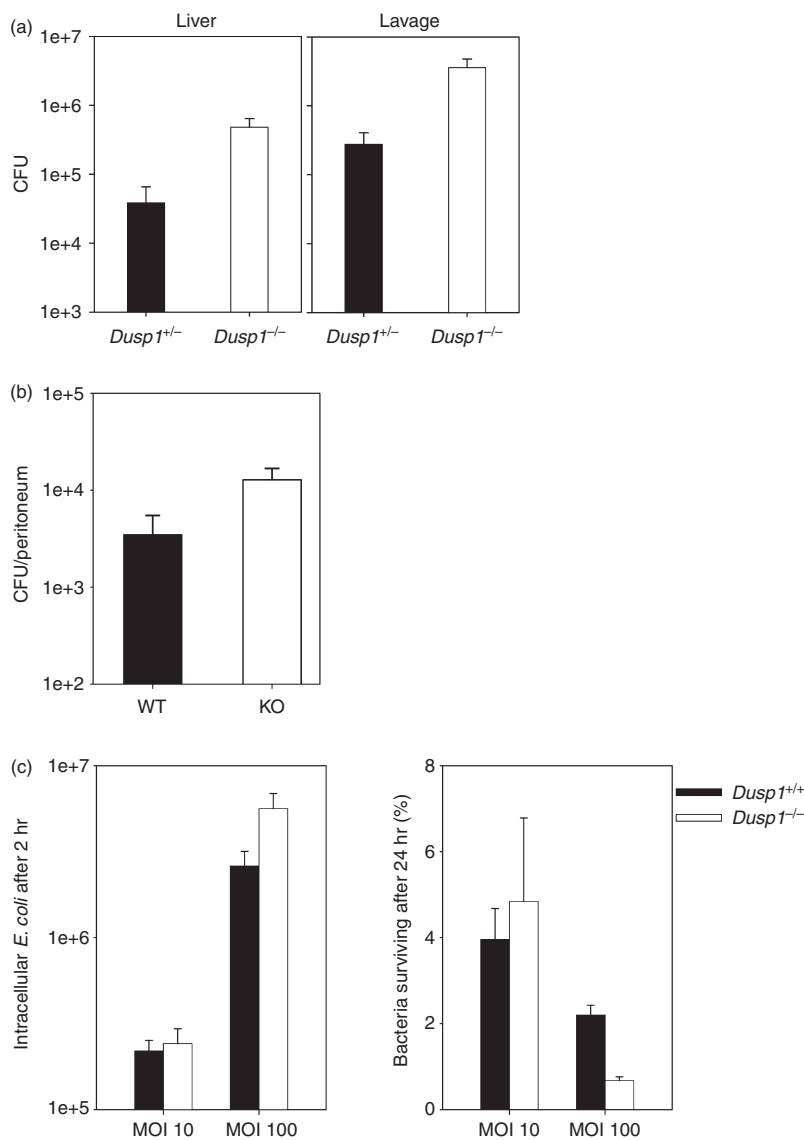 (a)
Liver
Lavage
CFU
1e+7
1e+6
1e+5
1e+4
1e+3
Dusp1+/–
Dusp1–/–
Dusp1+/–
Dusp1–/–
(b)
CFU/peritoneum
1e+5
1e+4
1e+3
1e+2
WT
KO
(c)
Intracellular E. coli after 2 hr
1e+7
1e+6
1e+5
MOI 10
MOI 100
Bacteria surviving after 24 hr (%)
8
6
4
2
0
MOI 10
MOI 100
Dusp1+/+
Dusp1–/–